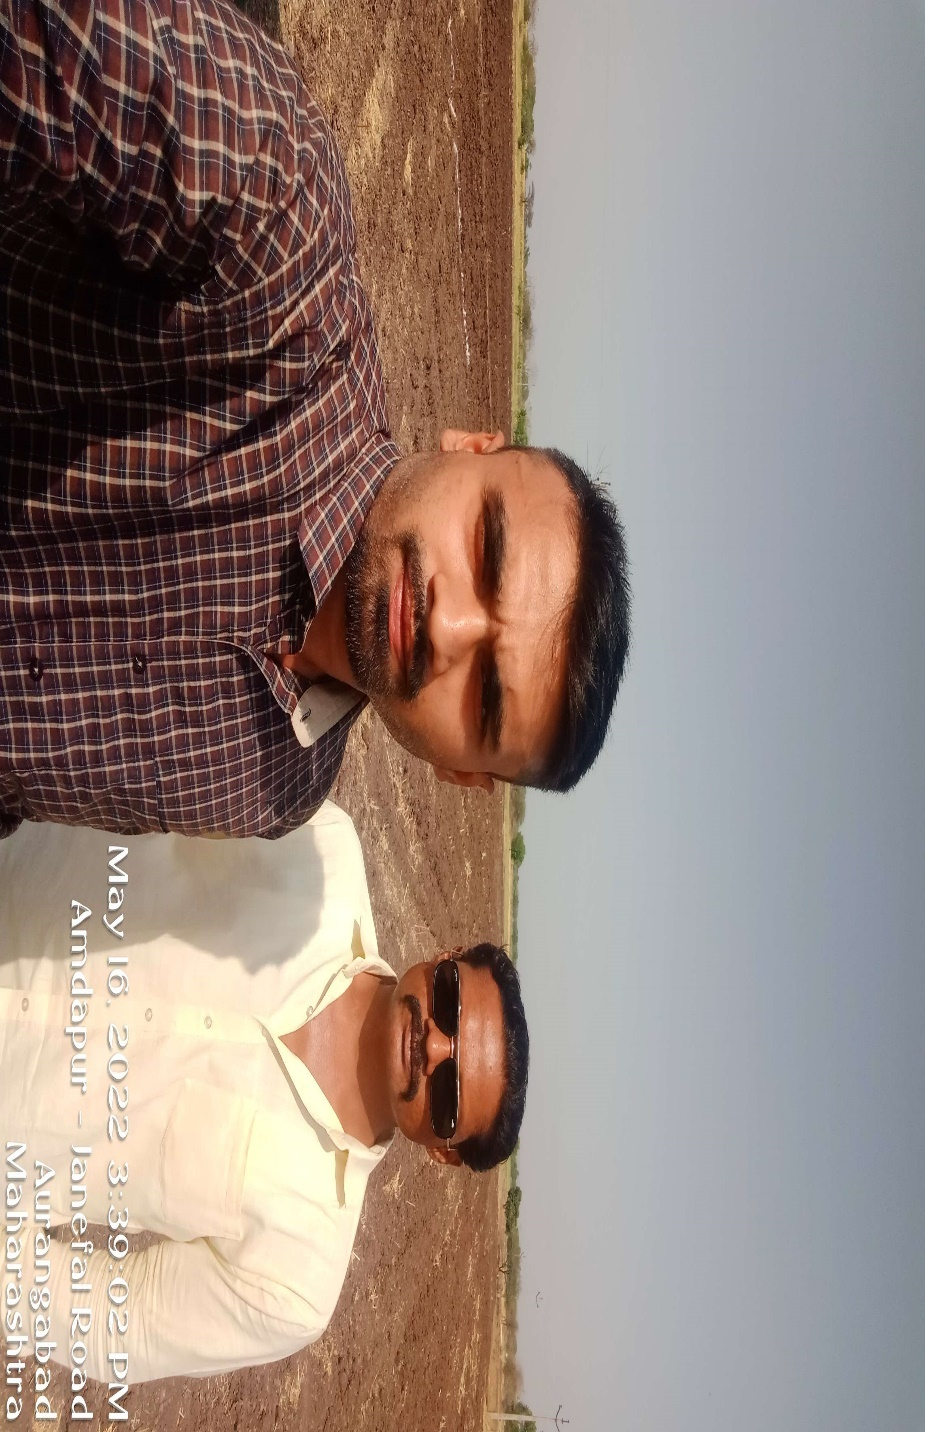 May 16, 2022 3:39:02 PM
Amdapur - Janefal Road
Aurangabad
Maharashtra